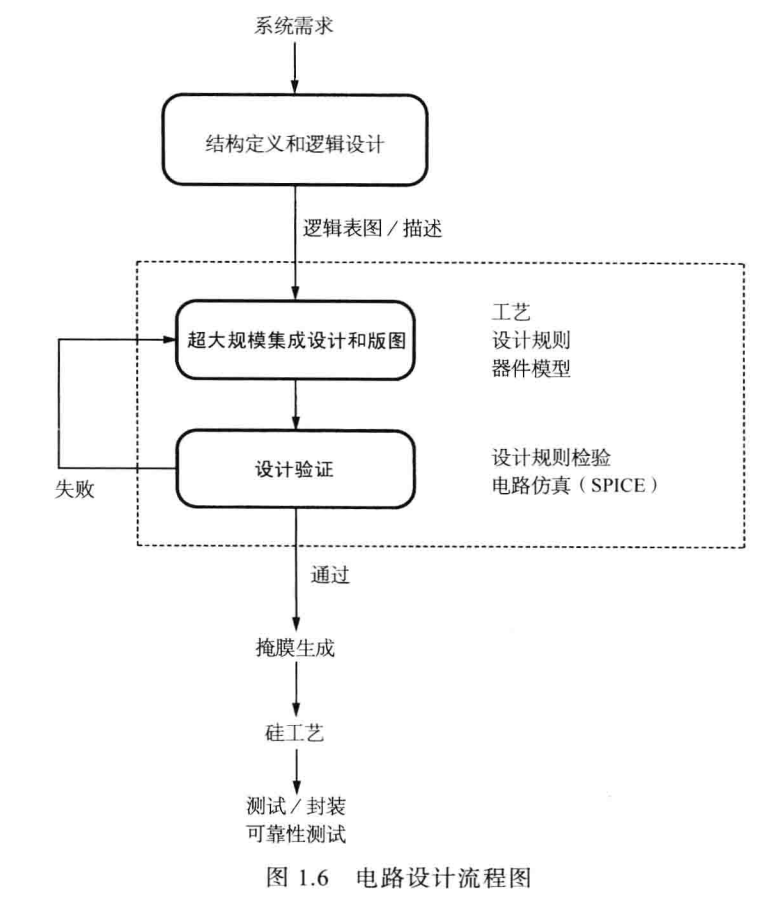 系统需求
结构定义和逻辑设计
逻辑表图/描述
超大规模集成设计和版图
工艺
设计规则
器件模型
设计验证
设计规则检验
电路仿真（SPICE）
失败
通过
掩膜生成
硅工艺
测试/封装
可靠性测试
图 1.6 电路设计流程图